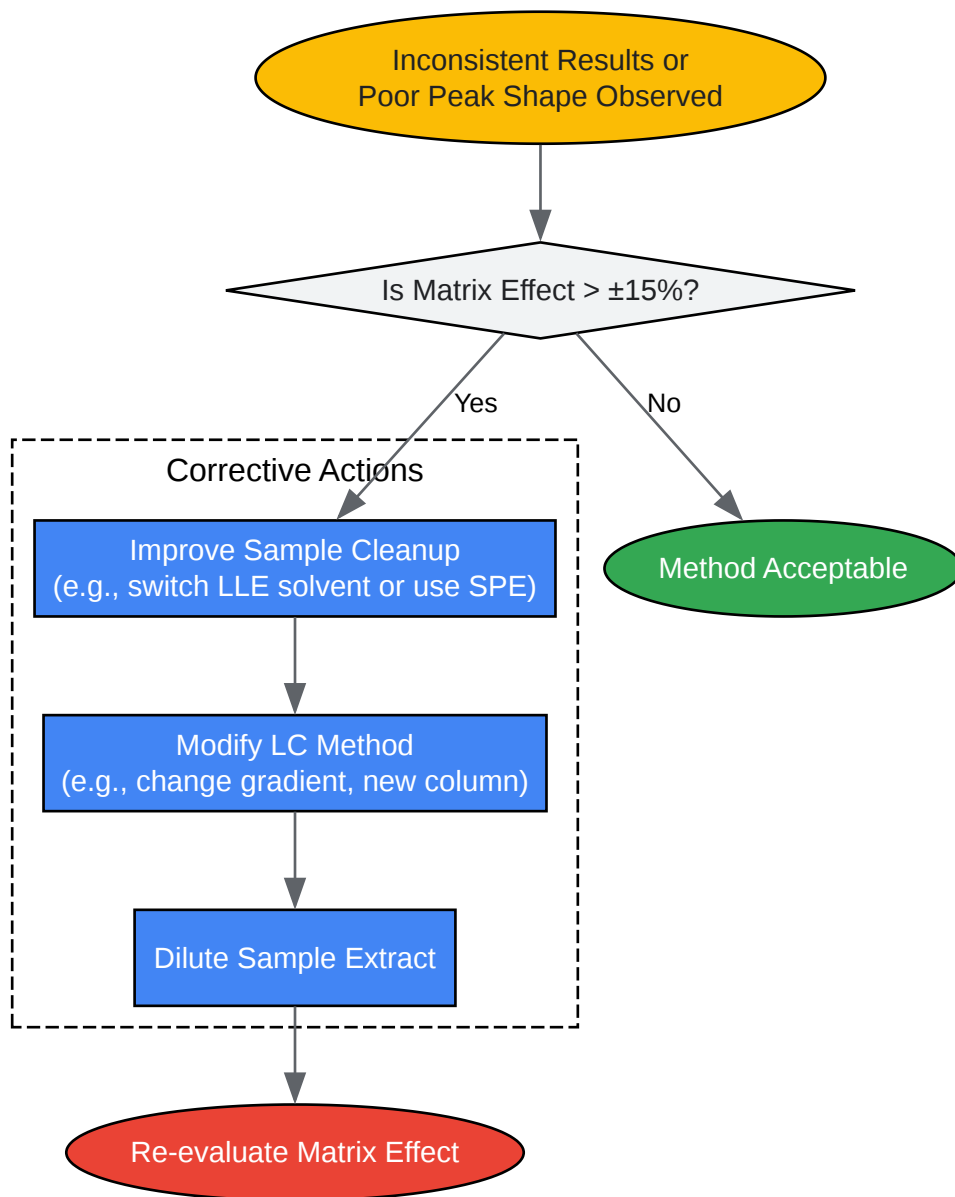 Inconsistent Results or
Poor Peak Shape Observed
Is Matrix Effect > ±15%?
Yes
No
Corrective Actions
Improve Sample Cleanup
(e.g., switch LLE solvent or use SPE)
Method Acceptable
Modify LC Method
(e.g., change gradient, new column)
Dilute Sample Extract
Re-evaluate Matrix Effect